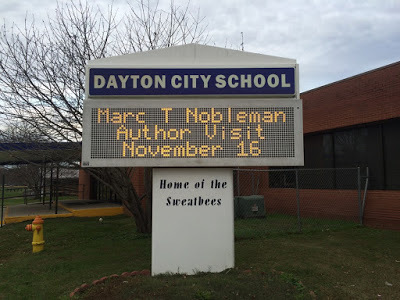 DAYTON CITY SCHOOL
Marc T Nobleman
Author Visit
November 16
Home of the
Sweatbees